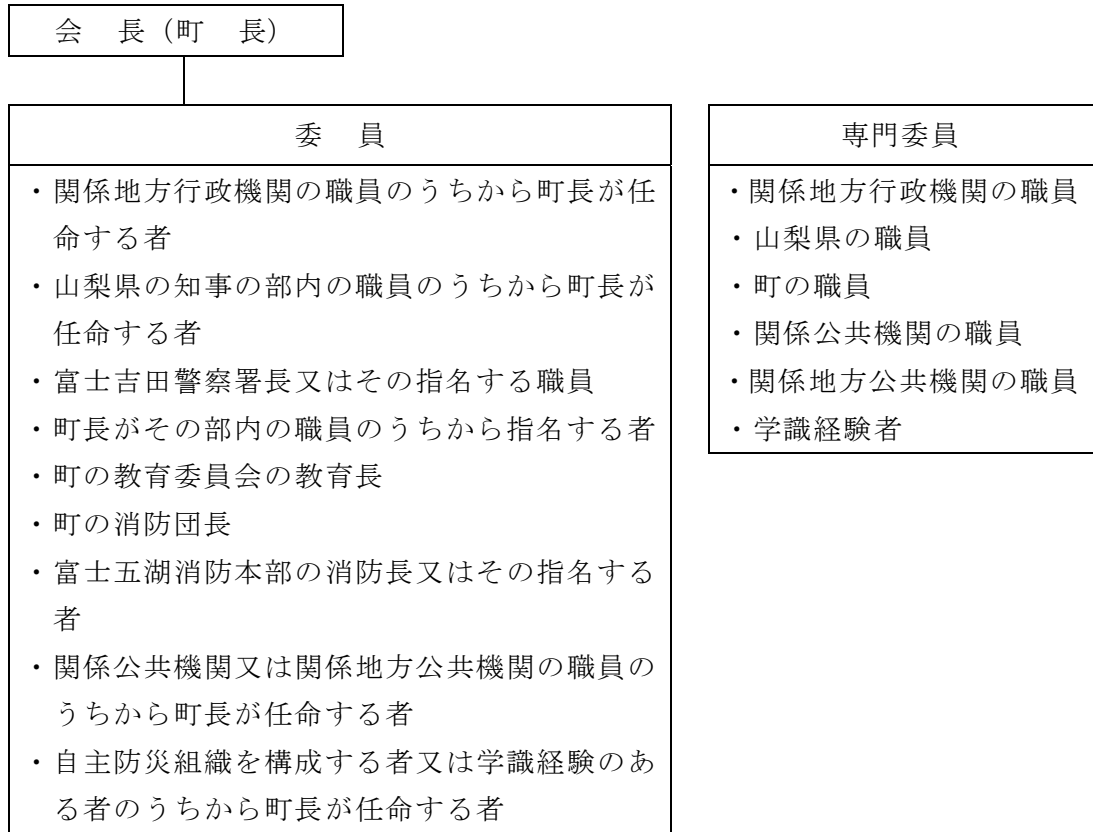 会 長（町 長）
委 員
・関係地方行政機関の職員のうちから町長が任
命する者
・山梨県の知事の部内の職員のうちから町長が
任命する者
・富士吉田警察署長又はその指名する職員
・町長がその部内の職員のうちから指名する者
・町の教育委員会の教育長
・町の消防団長
・富士五湖消防本部の消防長又はその指名する
者
・関係公共機関又は関係地方公共機関の職員の
うちから町長が任命する者
・自主防災組織を構成する者又は学識経験のあ
る者のうちから町長が任命する者
専門委員
・関係地方行政機関の職員
・山梨県の職員
・町の職員
・関係公共機関の職員
・関係地方公共機関の職員
・学識経験者